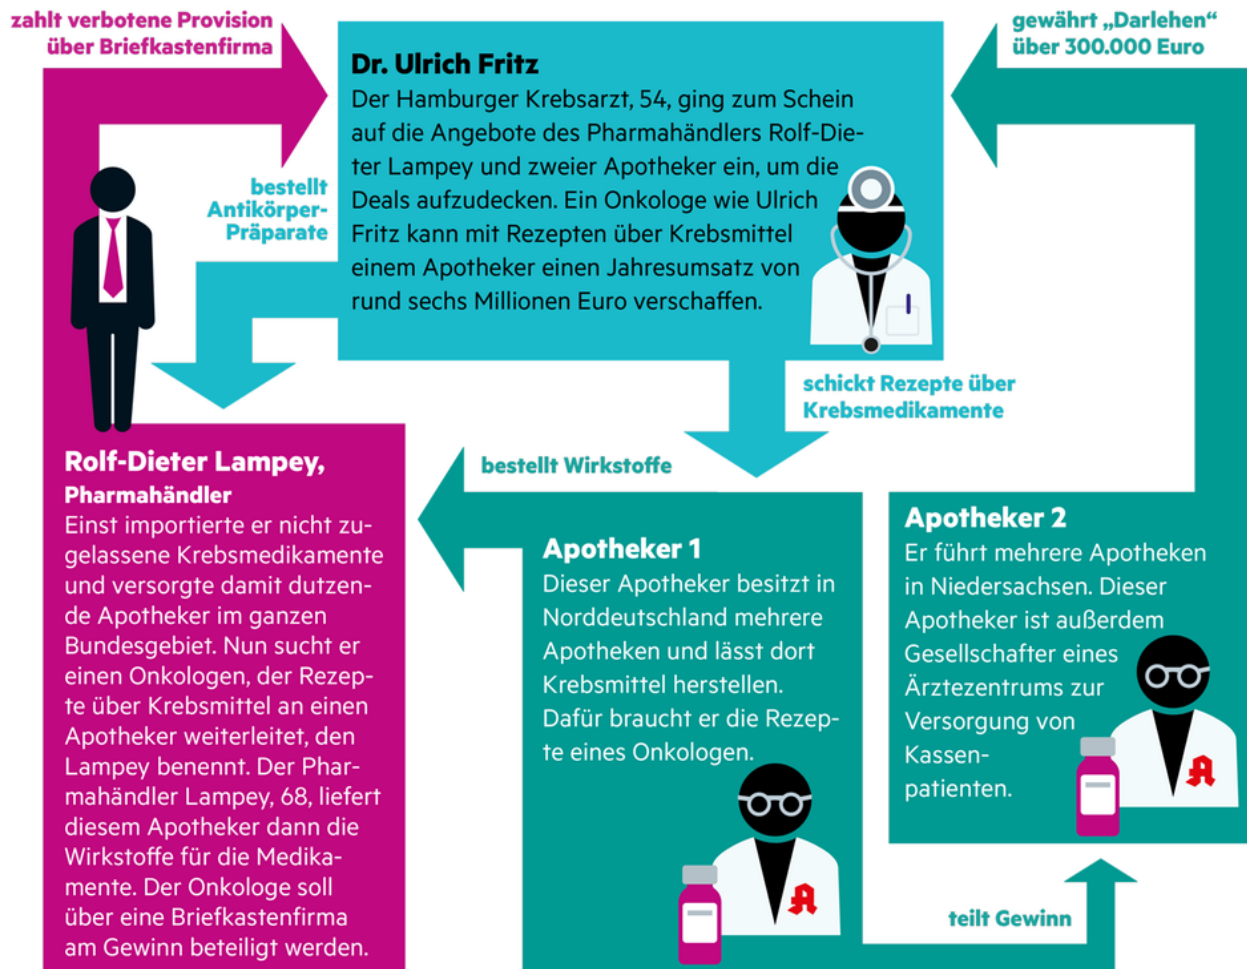 zahlt verbotene Provision
über Briefkastenfirma
gewährt „Darlehen“
über 300.000 Euro
Dr. Ulrich Fritz
Der Hamburger Krebsarzt, 54, ging zum Schein
auf die Angebote des Pharmahändlers Rolf-Die-
ter Lampey und zweier Apotheker ein, um die
Deals aufzudecken. Ein Onkologe wie Ulrich
Fritz kann mit Rezepten über Krebsmittel
einem Apotheker einen Jahresumsatz von
rund sechs Millionen Euro verschaffen.
bestellt
Antikörper-
Präparate
schickt Rezepte über
Krebsmedikamente
Rolf-Dieter Lampey,
Pharmahändler
Einst importierte er nicht zu-
gelassene Krebsmedikamente
und versorgte damit dutzen-
de Apotheker im ganzen
Bundesgebiet. Nun sucht er
einen Onkologen, der Rezep-
te über Krebsmittel an einen
Apotheker weiterleitet, den
Lampey benennt. Der Phar-
mahändler Lampey, 68, liefert
diesem Apotheker dann die
Wirkstoffe für die Medika-
mente. Der Onkologe soll
über eine Briefkastenfirma
am Gewinn beteiligt werden.
bestellt Wirkstoffe
Apotheker 1
Dieser Apotheker besitzt in
Norddeutschland mehrere
Apotheken und lässt dort
Krebsmittel herstellen.
Dafür braucht er die Rezep-
te eines Onkologen.
A
Apotheker 2
Er führt mehrere Apotheken
in Niedersachsen. Dieser
Apotheker ist außerdem
Gesellschafter eines
Ärztezentrums zur
Versorgung von
Kassen-
patienten.
A
teilt Gewinn